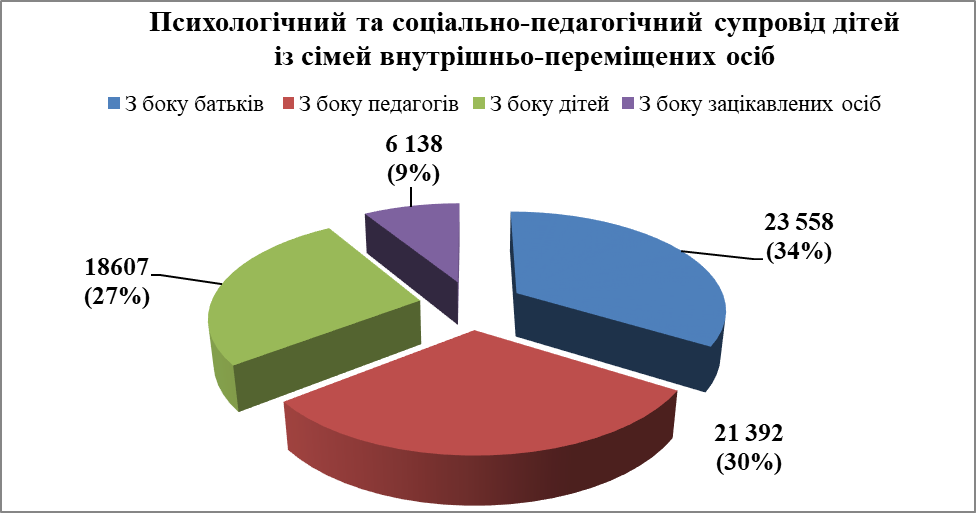 Психологічний та соціально-педагогічний супровід дітей
із сімей внутрішньо-переміщених осіб
З боку батьків З боку педагогів З боку дітей З боку зацікавлених осіб
6 138
(9%)
23 558
(34%)
18607
(27%)
21 392
(30%)